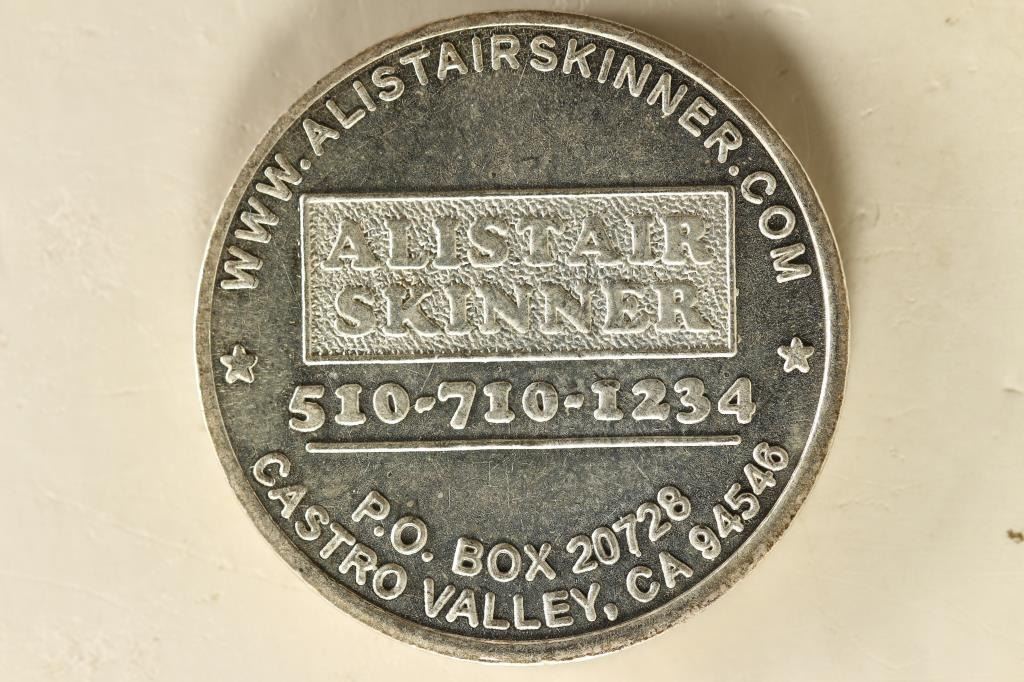 WWW.ALISTAIRSKINNER.COM
ALISTAIR
SKINNER
510-710-1234
P.O. BOX 20728
CASTRO VALLEY, CA 94546